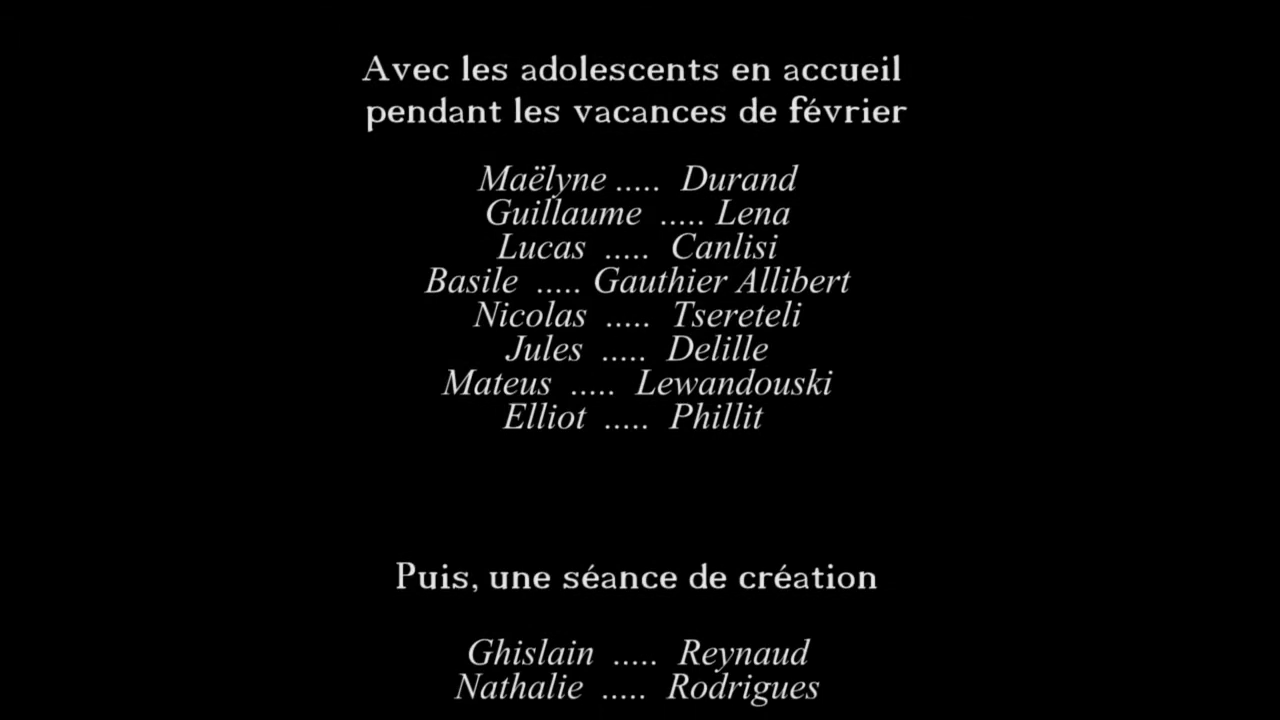 Avec les adolescents en accueil
pendant les vacances de février
Maëlyne ..... Durand
Guillaume ..... Lena
Lucas ..... Canlisi
Basile ..... Gauthier Allibert
Nicolas ..... Tsereteli
Jules ..... Delille
Mateus ..... Lewandouski
Elliot ..... Phillit
Puis, une séance de création
Ghislain ..... Reynaud
Nathalie ..... Rodrigues